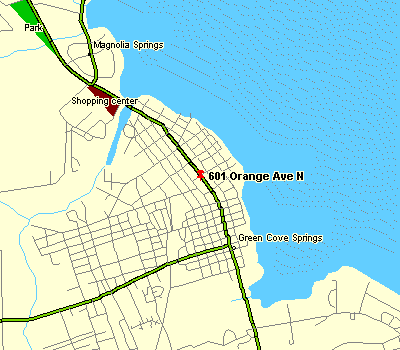 Park
Magnolia Springs
Shopping center
601 Orange Ave N
Green Cove Springs